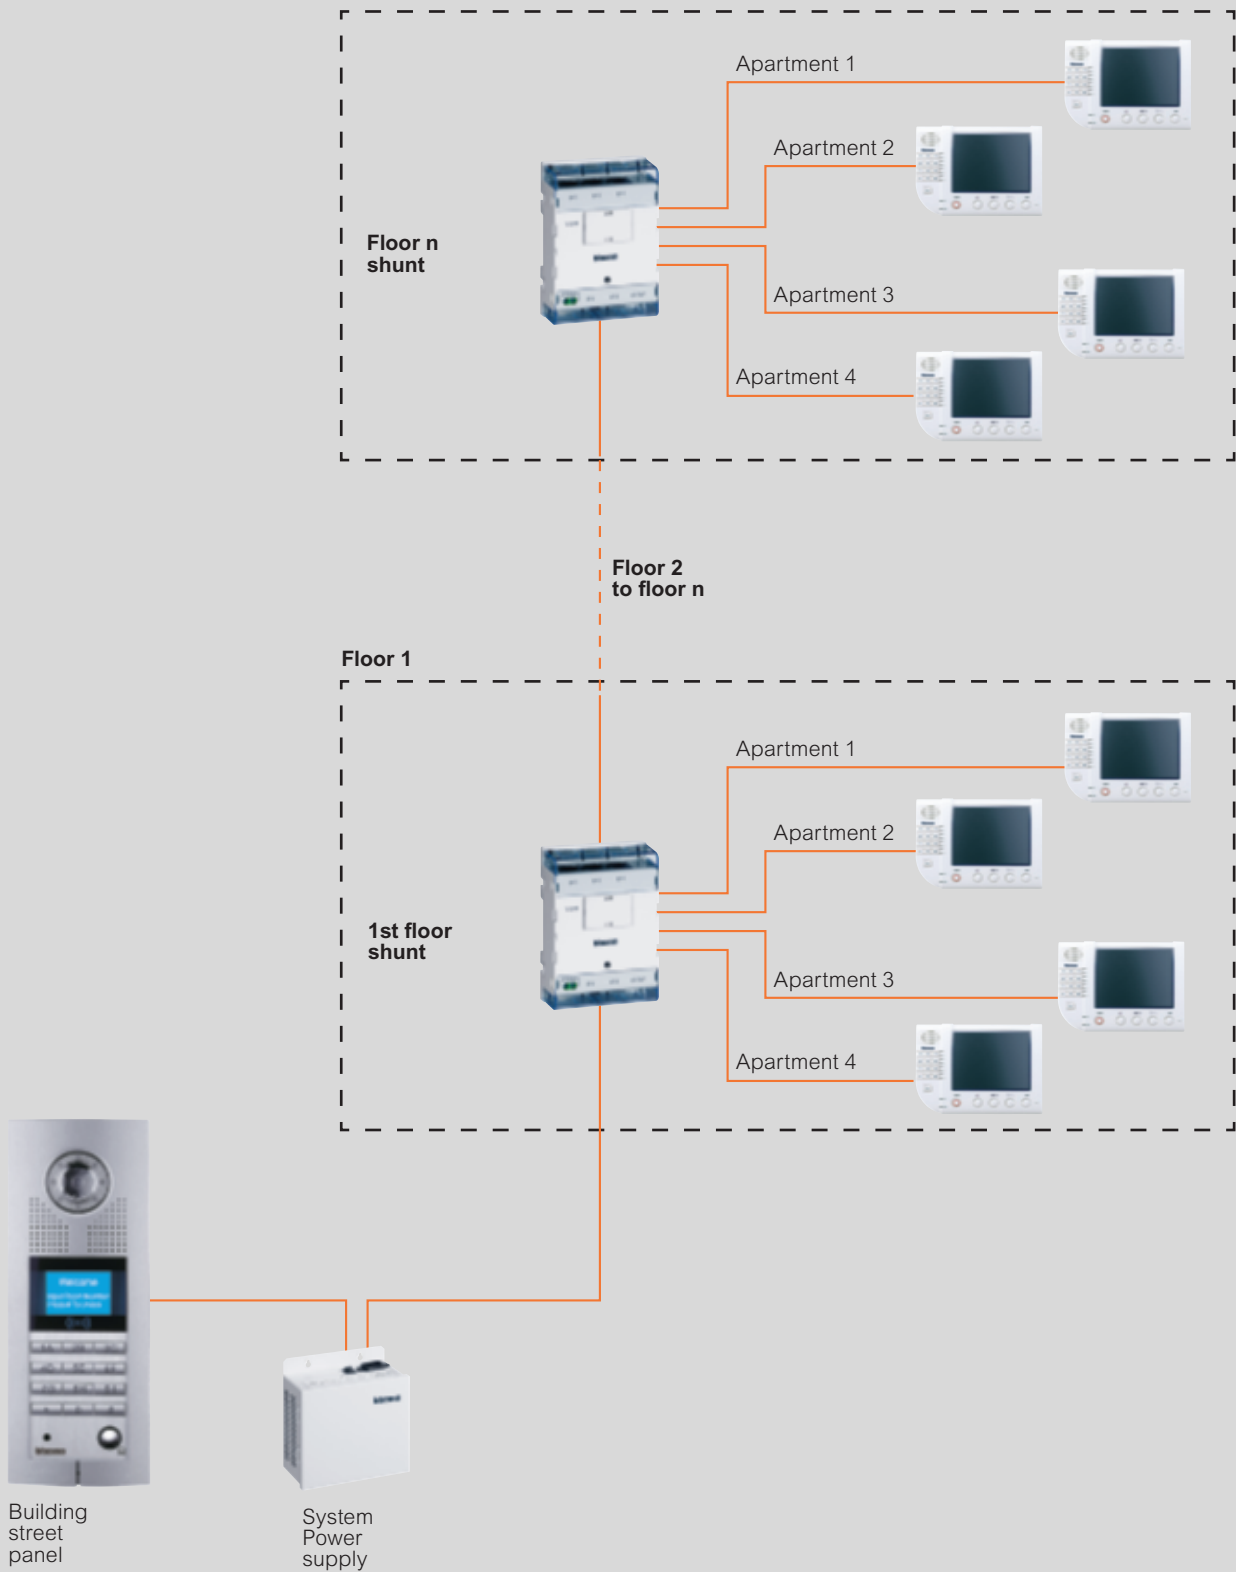 Apartment 1
Apartment 2
Floor n
shunt
Apartment 3
Apartment 4
Floor 2
to floor n
Floor 1
Apartment 1
Apartment 2
1st floor
shunt
Apartment 3
Apartment 4
Welcome
Building
street
panel
System
Power
supply